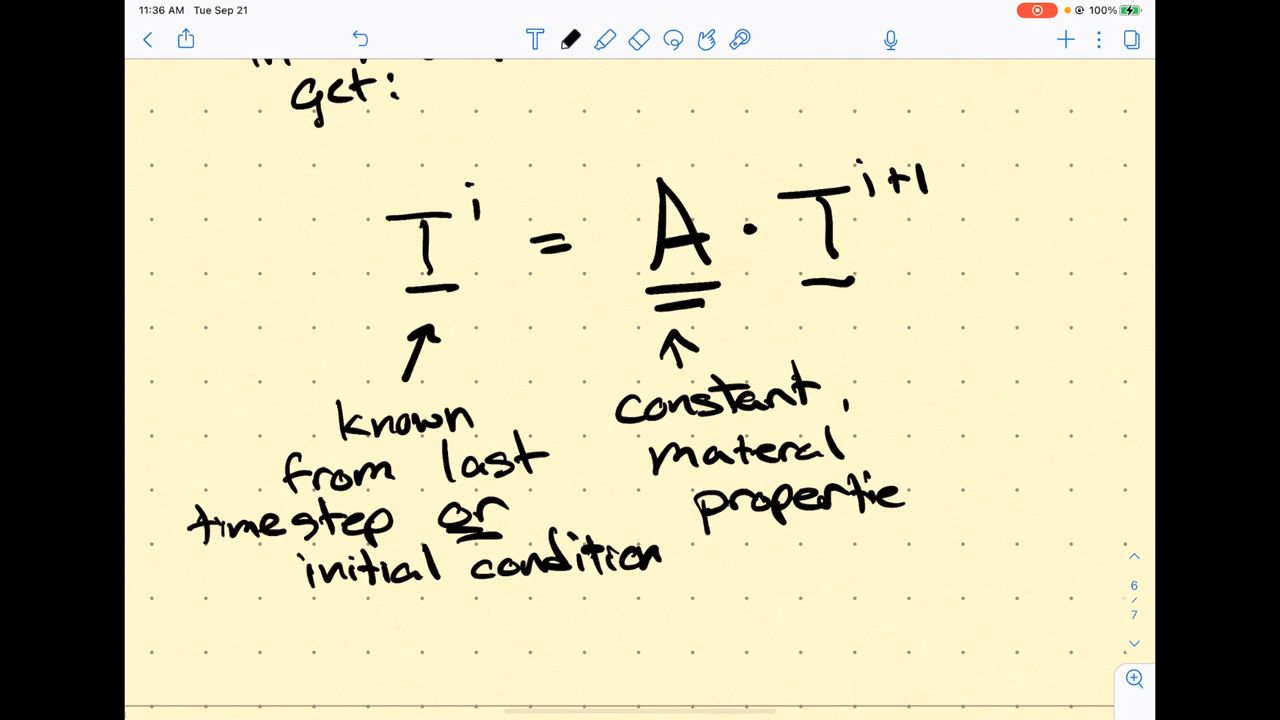 11:36 AM Tue Sep 21
100%
get:
T^i = A · T^i+1
known
from last
timestep or
initial condition
constant,
materal
propertie
6
/
7